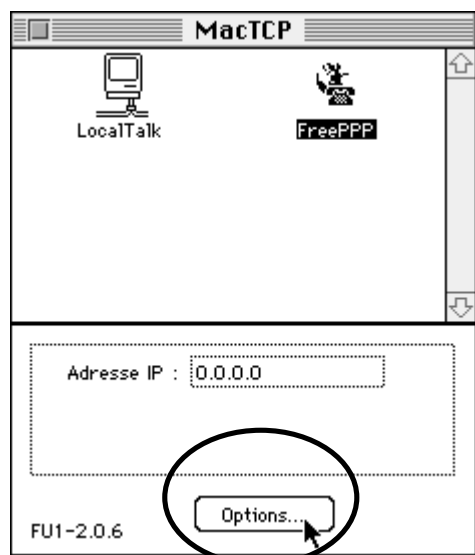 MacTCP
LocalTalk
FreePPP
Adresse IP : 0.0.0.0
Options...
FU1-2.0.6